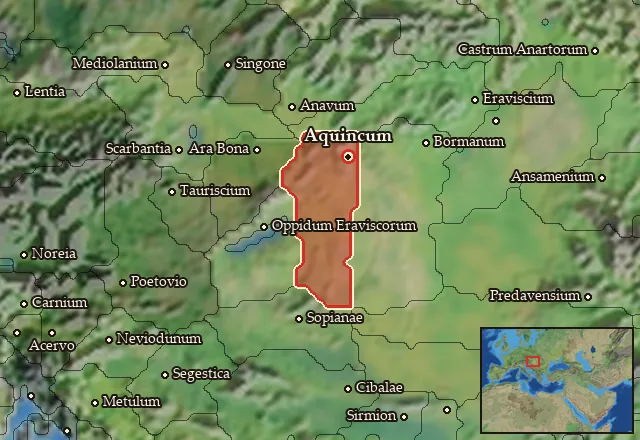 Castrum Anartorum
Mediolanium
Singone
Lentia
Eraviscium
Anavum
Aquincum
Bormanum
Scarbantia
Ara Bona
Ansamenium
Tauriscium
Oppidum Eraviscorum
Noreia
Poetovio
Predavensium
Carnium
Sopianae
Neviodunum
Acervo
Segestica
Cibalae
Metulum
Sirmion